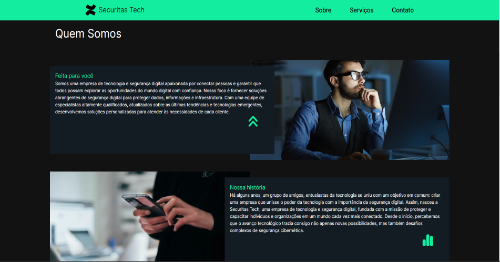 Securitas Tech
Sobre Serviços Contato
Quem Somos
Feita para você
Somos uma empresa de tecnologia e segurança digital apaixonada por conectar pessoas e garantir que
todos possam explorar as oportunidades do mundo digital com confiança. Nosso foco é fornecer soluções
abrangentes de segurança digital para proteger dados, informações e infraestrutura. Com uma equipe de
especialistas altamente qualificados, atualizados sobre as últimas tendências e tecnologias emergentes,
desenvolvemos soluções personalizadas para atender às necessidades de cada cliente.
Nossa história
Há alguns anos, um grupo de amigos, entusiastas da tecnologia se uniu com um objetivo em comum: criar
uma empresa que unisse o poder da tecnologia com a importância da segurança digital. Assim, nasceu a
Securitas Tech, uma empresa de tecnologia e segurança digital, fundada com a missão de proteger e
capacitar indivíduos e organizações em um mundo cada vez mais conectado. Desde o início, percebemos
que o avanço tecnológico trazia consigo não apenas novas possibilidades, mas também desafios
complexos de segurança cibernética.